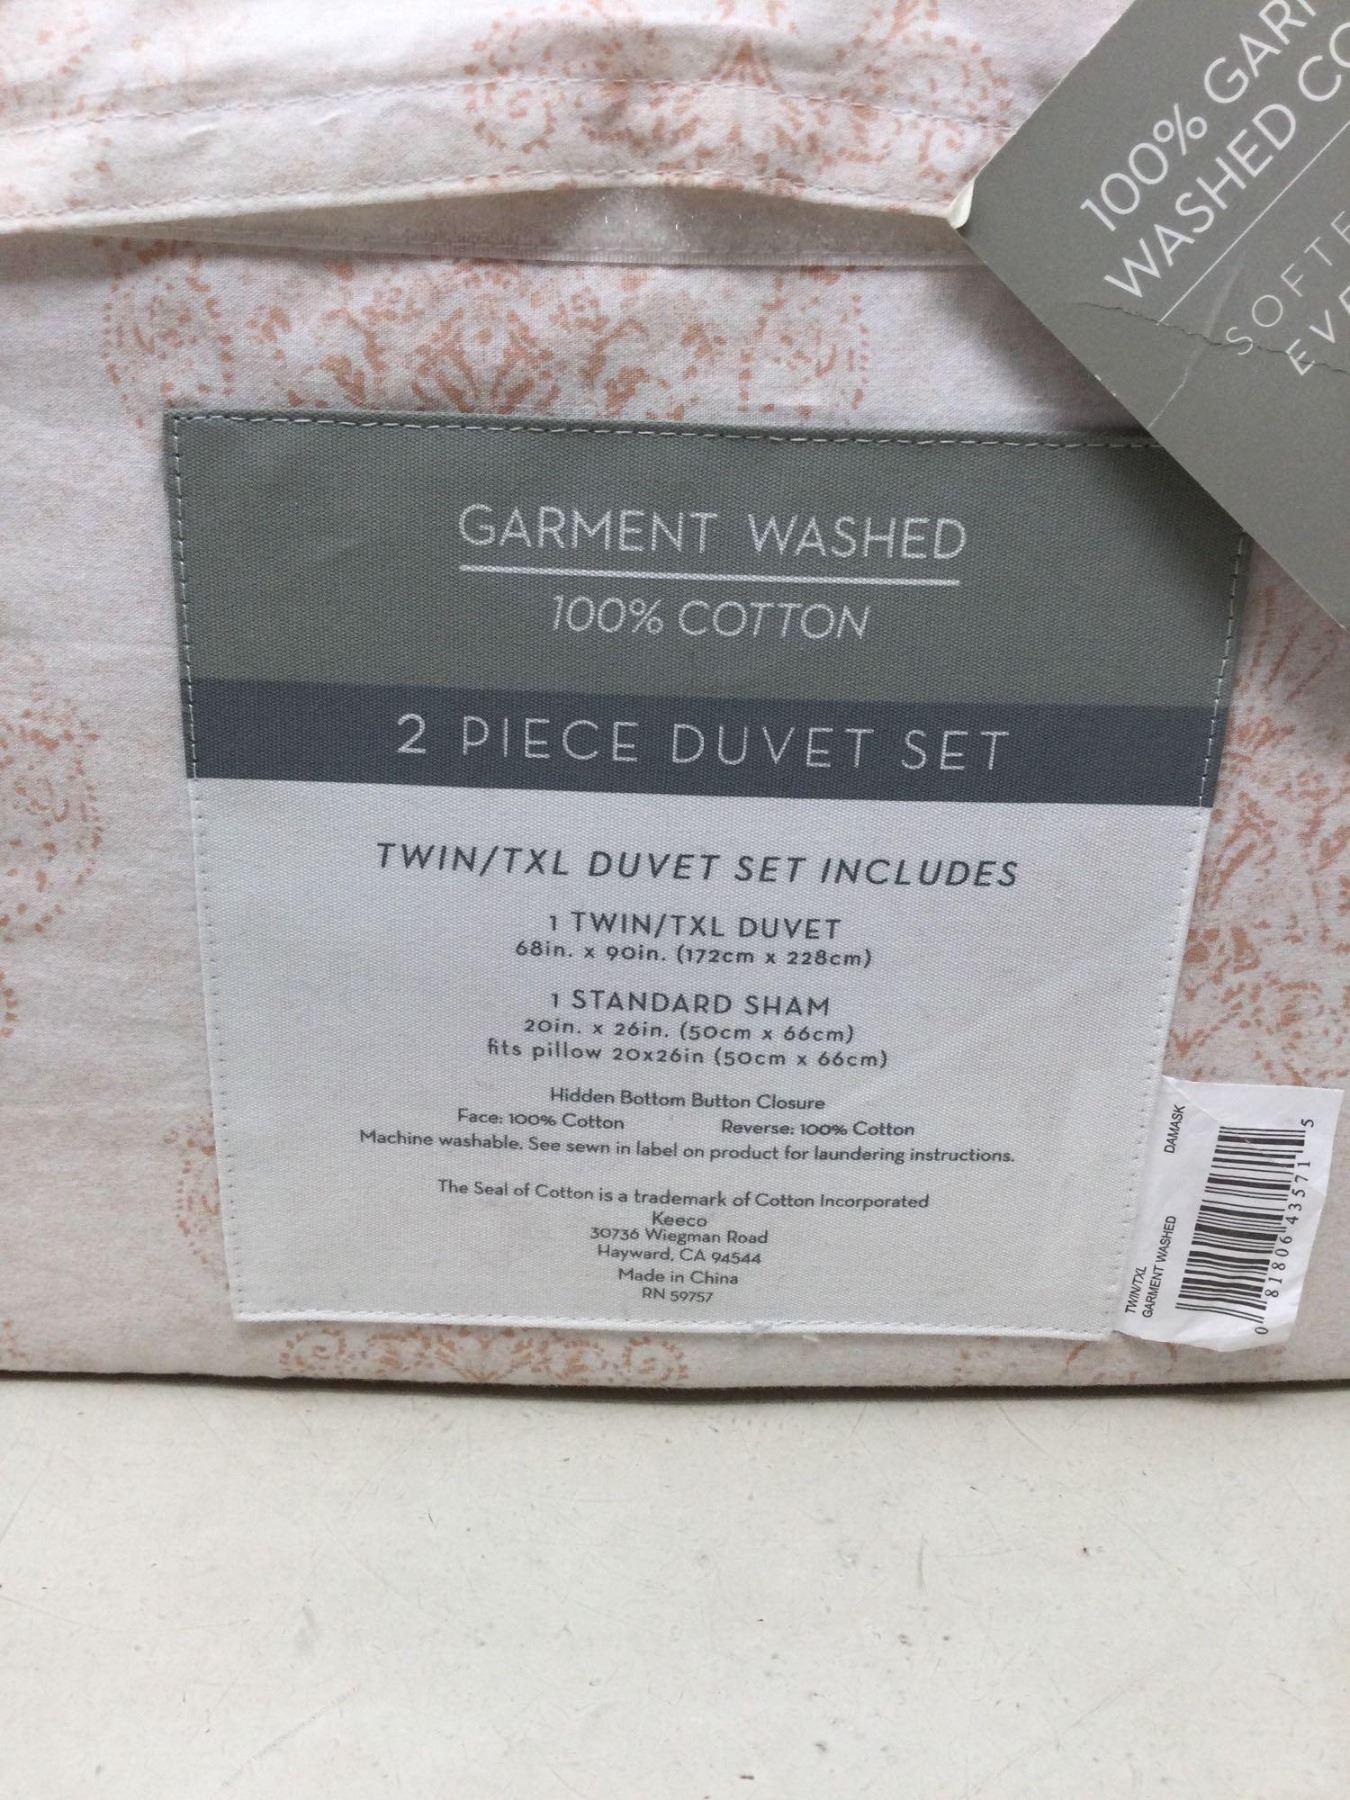 100% GAR
WASHED CO
SOFTE
EVE
GARMENT WASHED
100% COTTON
2 PIECE DUVET SET
TWIN/TXL DUVET SET INCLUDES
1 TWIN/TXL DUVET
68in. x 90in. (172cm x 228cm)
1 STANDARD SHAM
20in. x 26in. (50cm x 66cm)
fits pillow 20x26in (50cm x 66cm)
Hidden Bottom Button Closure
Face: 100% Cotton Reverse: 100% Cotton
Machine washable. See sewn in label on product for laundering instructions.
The Seal of Cotton is a trademark of Cotton Incorporated
Keeco
30736 Wiegman Road
Hayward, CA 94544
Made in China
RN 59757
TWIN/TXL
GARMENT WASHED DAMASK
0 81806 43571 5